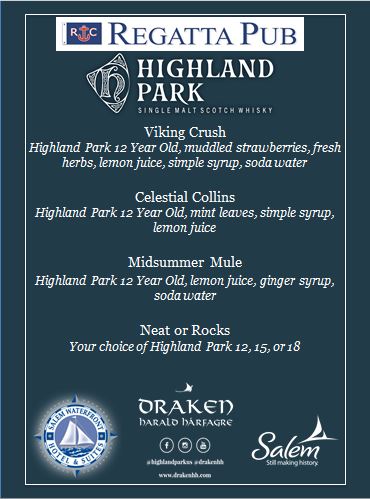 R C REGATTA PUB
HIGHLAND
PARK
SINGLE MALT SCOTCH WHISKY
Viking Crush
Highland Park 12 Year Old, muddled strawberries, fresh
herbs, lemon juice, simple syrup, soda water
Celestial Collins
Highland Park 12 Year Old, mint leaves, simple syrup,
lemon juice
Midsummer Mule
Highland Park 12 Year Old, lemon juice, ginger syrup,
soda water
Neat or Rocks
Your choice of Highland Park 12, 15, or 18
SALEM WATERFRONT
HOTEL & SUITES
DRAKEN
HARALD HÅRFAGRE
@highlandparkus @drakenhh
www.drakenhh.com
Salem
Still making history.